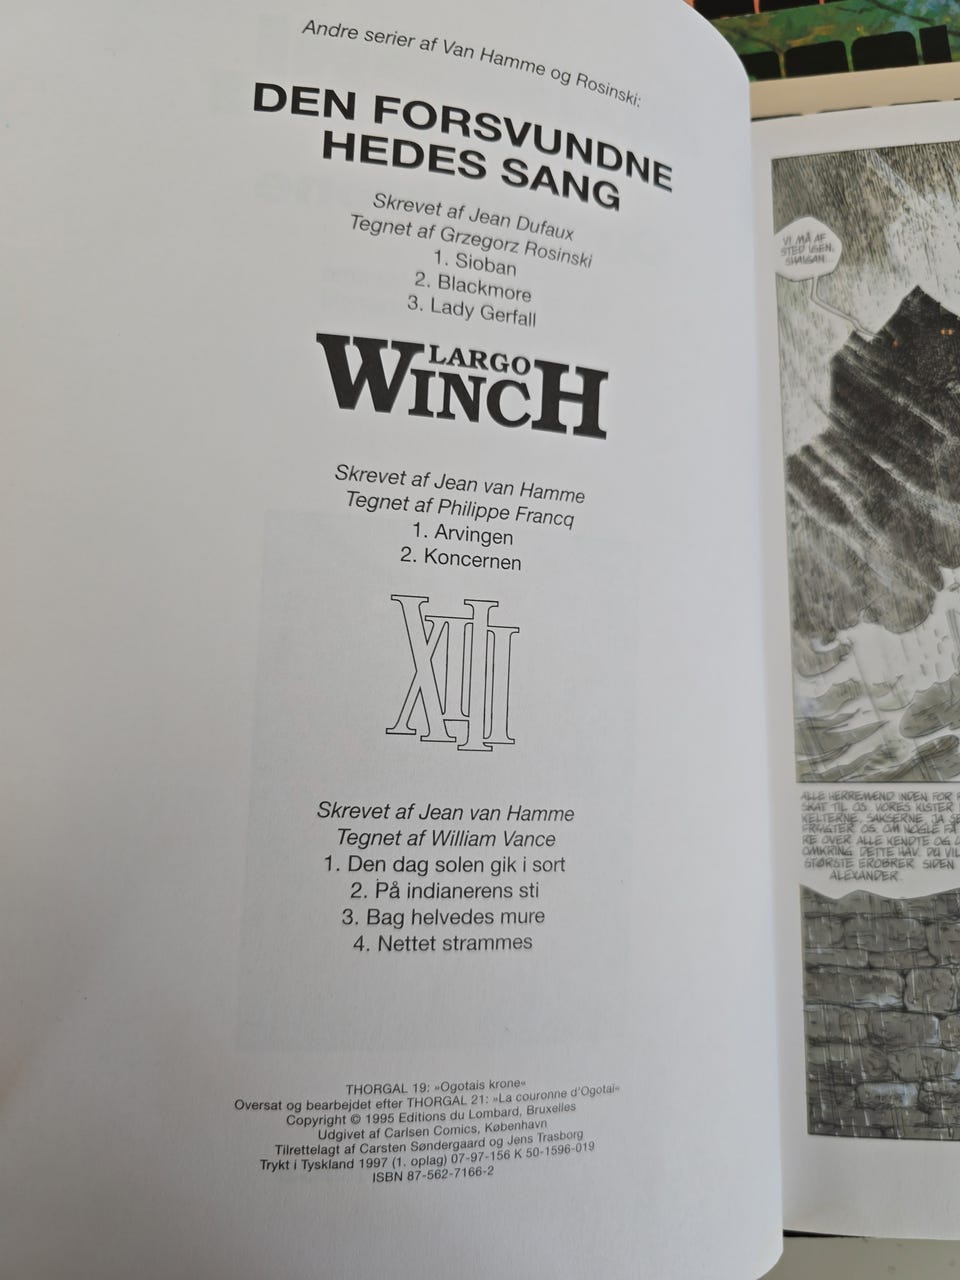 Andre serier af Van Hamme og Rosinski:
DEN FORSVUNDNE
HEDES SANG
Skrevet af Jean Dufaux
Tegnet af Grzegorz Rosinski
1. Sioban
2. Blackmore
3. Lady Gerfall
LARGO
WINCH
Skrevet af Jean van Hamme
Tegnet af Philippe Francq
1. Arvingen
2. Koncernen
XIII
Skrevet af Jean van Hamme
Tegnet af William Vance
1. Den dag solen gik i sort
2. På indianerens sti
3. Bag helvedes mure
4. Nettet strammes
THORGAL 19: »Ogotais krone«
Oversat og bearbejdet efter THORGAL 21: »La couronne d'Ogotai«
Copyright © 1995 Editions du Lombard, Bruxelles
Udgivet af Carlsen Comics, København
Tilrettelagt af Carsten Søndergaard og Jens Trasborg
Trykt i Tyskland 1997 (1. oplag) 07-97-156 K 50-1596-019
ISBN 87-562-7166-2
VI MÅ AF
STED IGEN,
SHAIGAN...
ALLE HERREMÆND INDEN FOR
SKAT TIL OS. VORES KISTER
KELTERNE, SAKSERNE, JA
FRYGTER OS. OM NOGLE FÅ
RE OVER ALLE KENDTE OG
OMKRING DETTE HAV. DU VIL
STØRSTE EROBRER SIDEN
ALEXANDER.